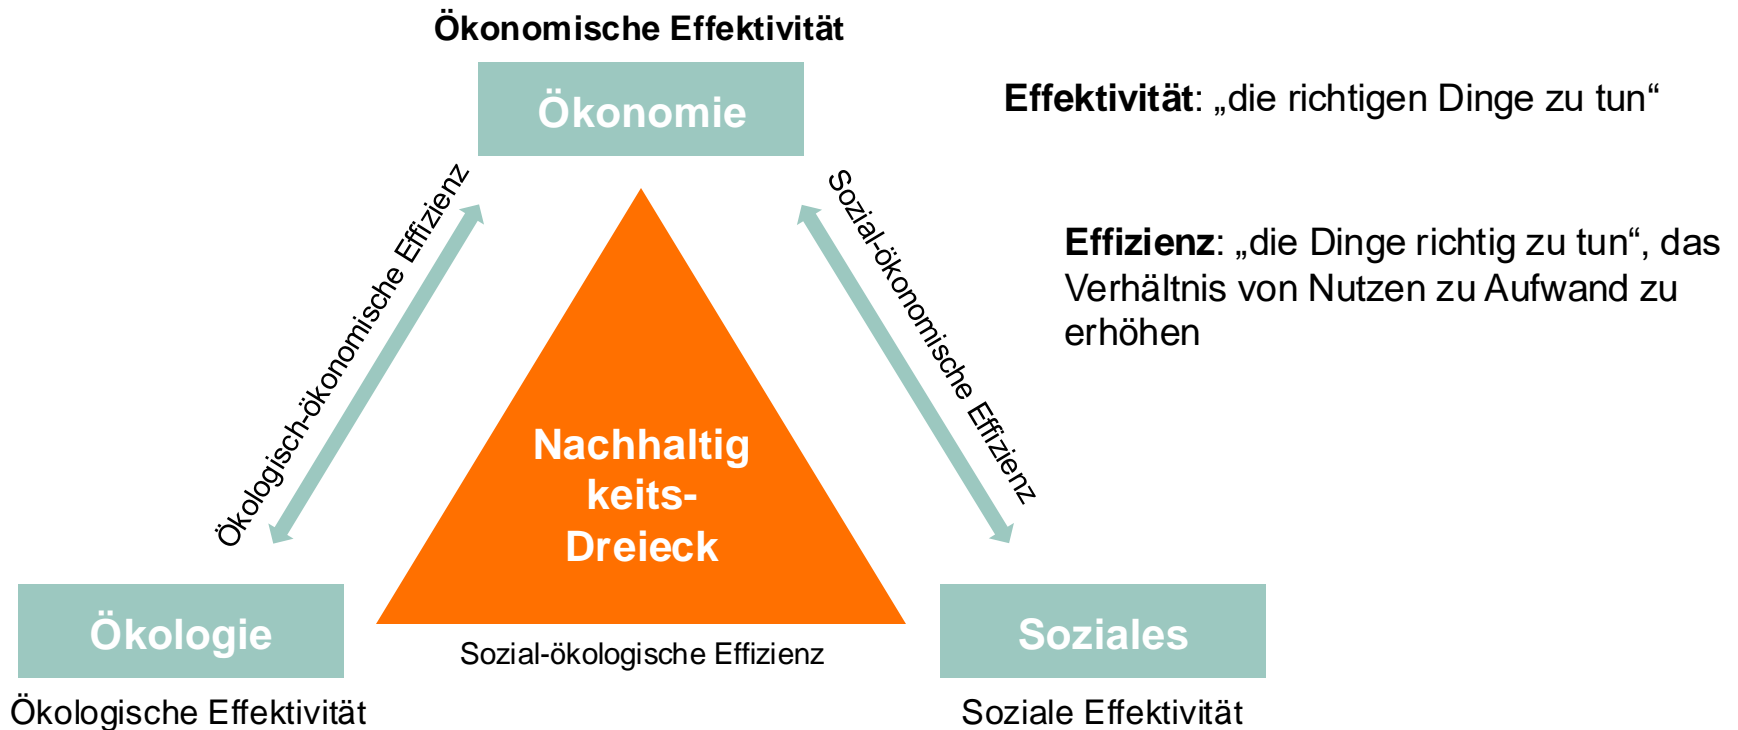 Ökonomische Effektivität
Ökonomie
Effektivität: „die richtigen Dinge zu tun“
Ökologisch-ökonomische Effizienz
Sozial-ökonomische Effizienz
Effizienz: „die Dinge richtig zu tun“, das
Verhältnis von Nutzen zu Aufwand zu
erhöhen
Nachhaltig
keits-
Dreieck
Ökologie
Soziales
Sozial-ökologische Effizienz
Ökologische Effektivität
Soziale Effektivität